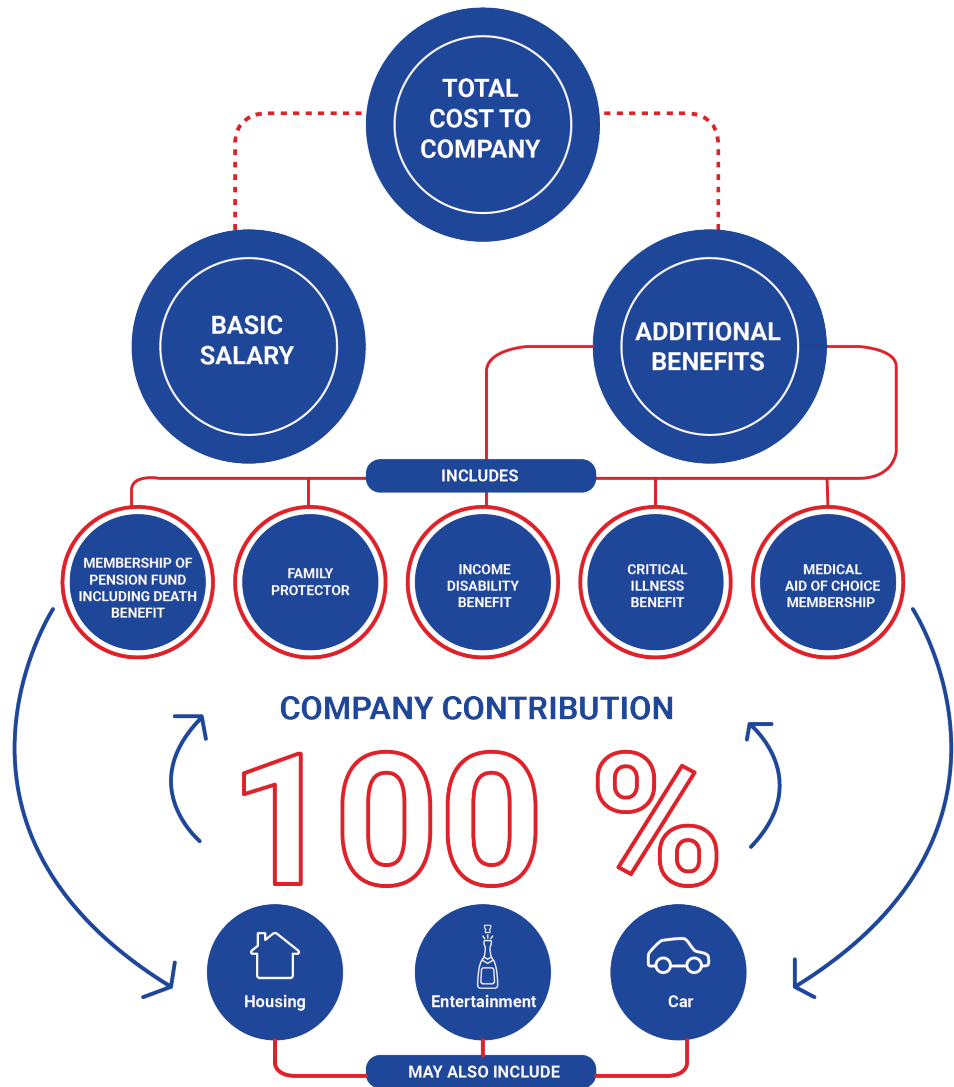 TOTAL
COST TO
COMPANY
BASIC
SALARY
ADDITIONAL
BENEFITS
INCLUDES
MEMBERSHIP OF
PENSION FUND
INCLUDING DEATH
BENEFIT
FAMILY
PROTECTOR
INCOME
DISABILITY
BENEFIT
CRITICAL
ILLNESS
BENEFIT
MEDICAL
AID OF CHOICE
MEMBERSHIP
COMPANY CONTRIBUTION
100 %
Housing
Entertainment
Car
MAY ALSO INCLUDE